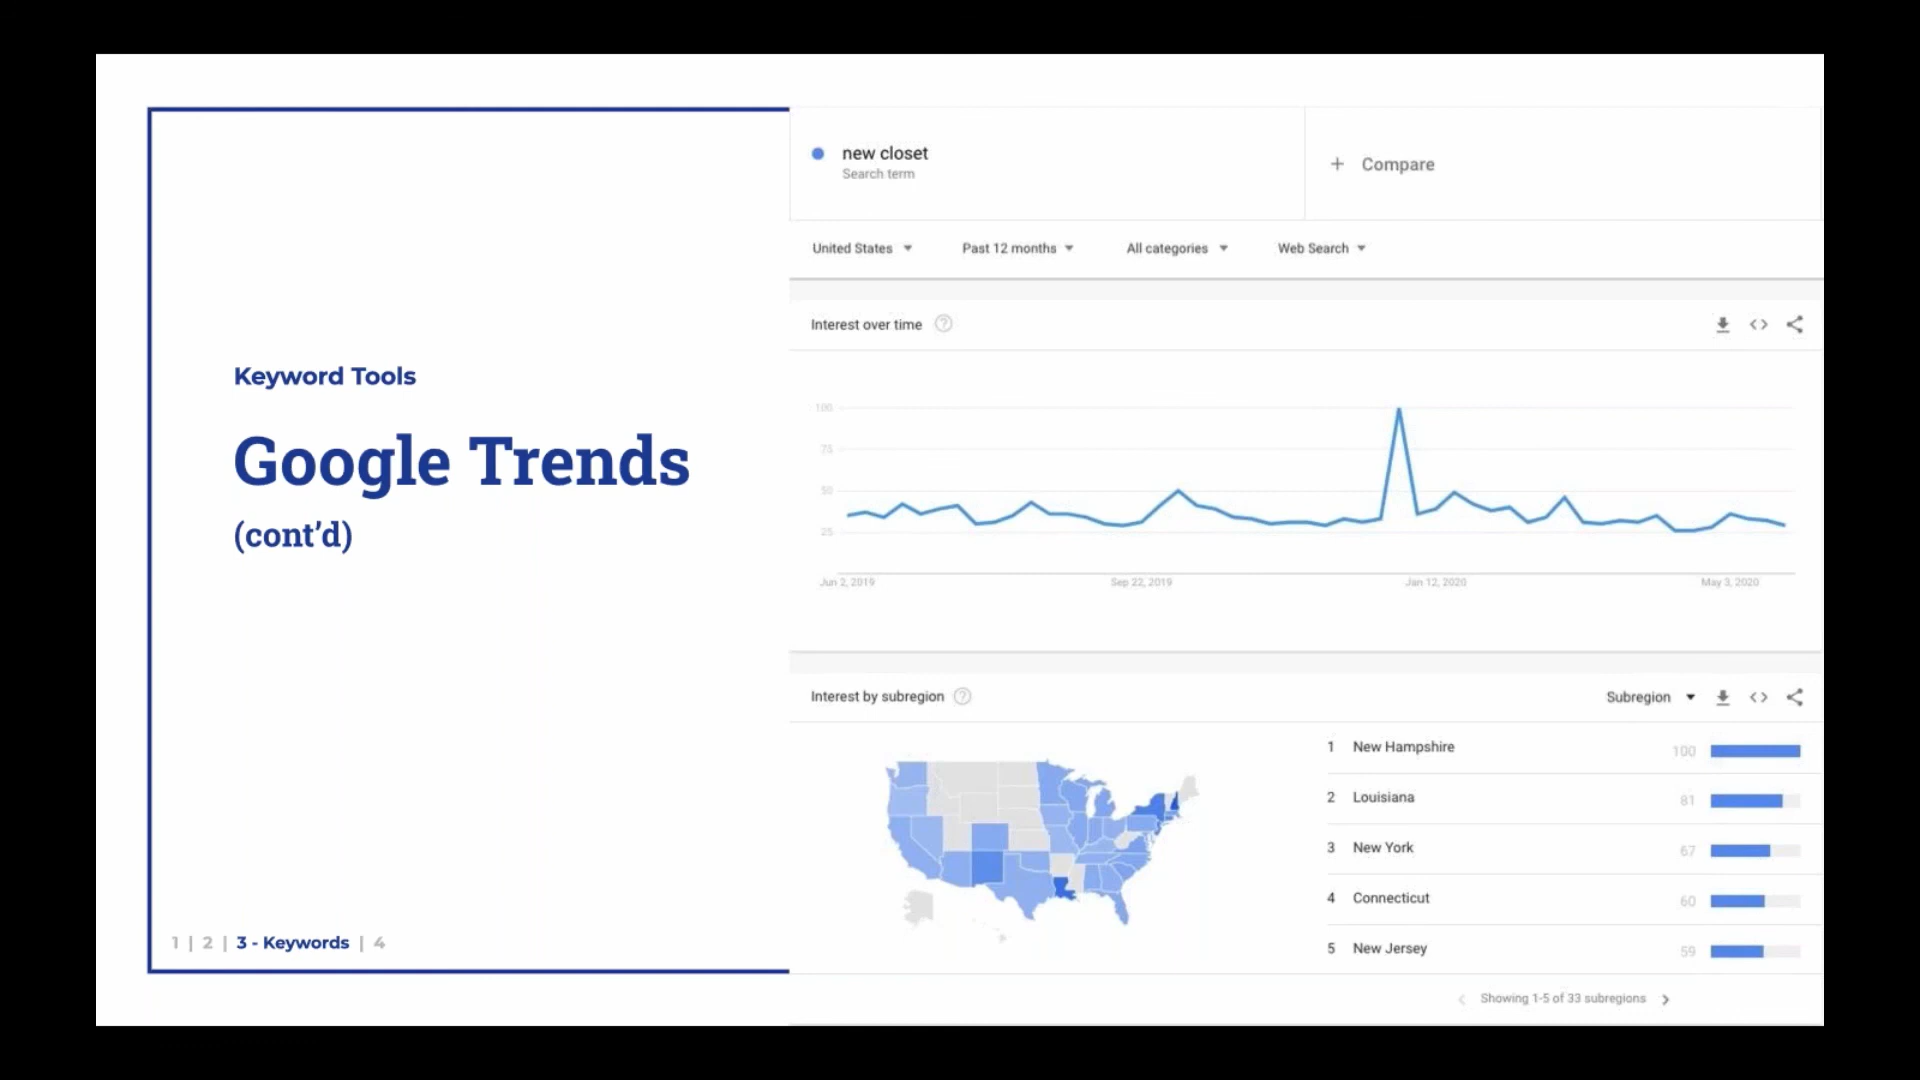 Keyword Tools
Google Trends
(cont’d)
1 | 2 | 3 - Keywords | 4
new closet
Search term
+ Compare
United States
Past 12 months
All categories
Web Search
Interest over time
100
75
50
25
Jun 2, 2019
Sep 22, 2019
Jan 12, 2020
May 3, 2020
Interest by subregion
Subregion
1 New Hampshire 100
2 Louisiana 81
3 New York 67
4 Connecticut 60
5 New Jersey 59
Showing 1-5 of 33 subregions